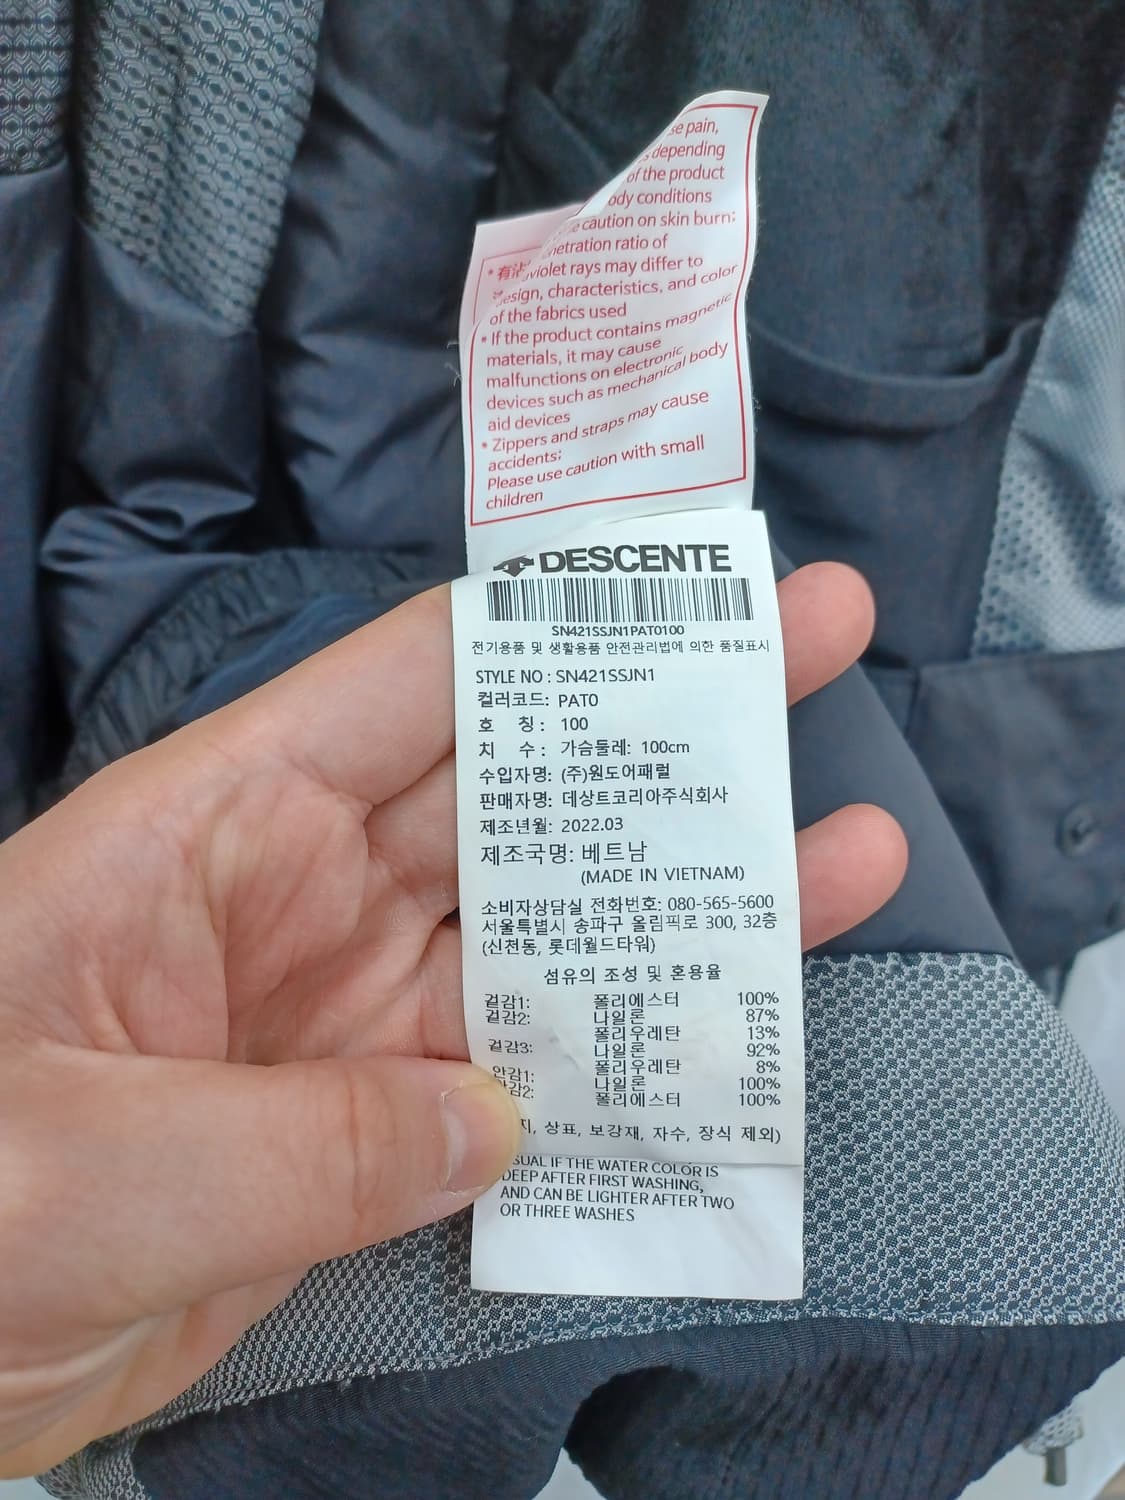 se pain,
depending
of the product
ody conditions
caution on skin burn:
netration ratio of
violet rays may differ to
design, characteristics, and color
of the fabrics used
* If the product contains magnetic
materials, it may cause
malfunctions on electronic
devices such as mechanical body
aid devices
* Zippers and straps may cause
accidents:
Please use caution with small
children
DESCENTE
SN421SSJN1PAT0100
전기용품 및 생활용품 안전관리법에 의한 품질표시
STYLE NO : SN421SSJN1
컬러코드: PAT0
호 칭 : 100
치 수 : 가슴둘레: 100cm
수입자명: (주)원도어패럴
판매자명: 데상트코리아주식회사
제조년월: 2022.03
제조국명: 베트남
(MADE IN VIETNAM)
소비자상담실 전화번호: 080-565-5600
서울특별시 송파구 올림픽로 300, 32층
(신천동, 롯데월드타워)
섬유의 조성 및 혼용율
겉감1: 폴리에스터 100%
겉감2: 나일론 87%
폴리우레탄 13%
겉감3: 나일론 92%
폴리우레탄 8%
안감1: 나일론 100%
안감2: 폴리에스터 100%
지, 상표, 보강재, 자수, 장식 제외)
SUAL IF THE WATER COLOR IS
DEEP AFTER FIRST WASHING,
AND CAN BE LIGHTER AFTER TWO
OR THREE WASHES